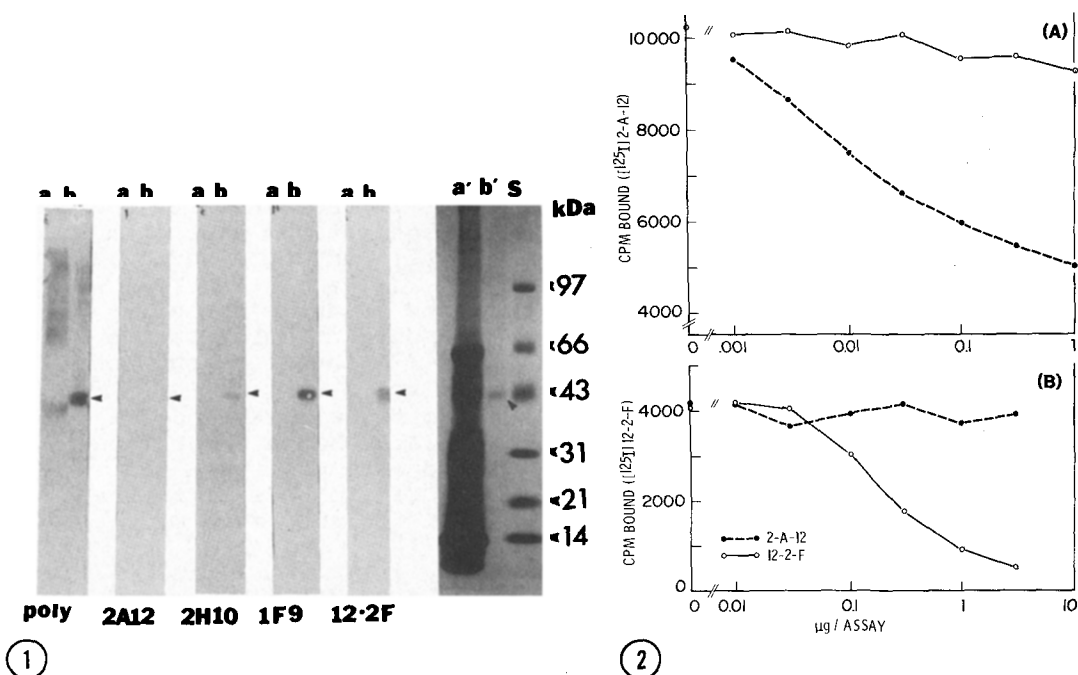 a b a b a b a b a b a' b' S
kDa
97
66
43
31
21
14
poly 2A12 2H10 1F9 12·2F
1
(A)
10000
8000
6000
4000
CPM BOUND ([125I] 2-A-12)
0 .001 0.01 0.1 1
(B)
4000
2000
0
CPM BOUND ([125I] 12-2-F)
2-A-12
12-2-F
0 0.01 0.1 1 10
µg / ASSAY
2